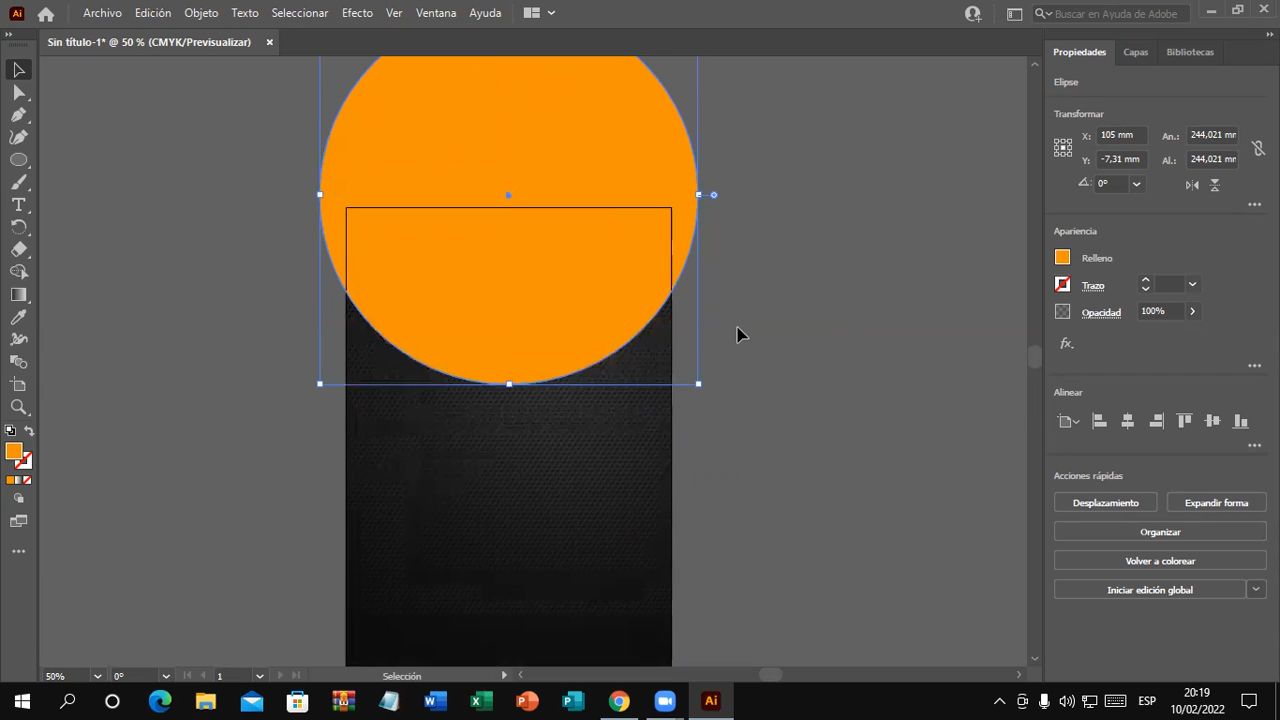 Archivo Edición Objeto Texto Seleccionar Efecto Ver Ventana Ayuda
Buscar en Ayuda de Adobe
Sin título-1* @ 50 % (CMYK/Previsualizar)
Propiedades Capas Bibliotecas
Elipse
Transformar
X: 105 mm An.: 244,021 mm
Y: -7,31 mm Al.: 244,021 mm
0°
Apariencia
Relleno
Trazo
Opacidad 100%
fx.
Alinear
Acciones rápidas
Desplazamiento Expandir forma
Organizar
Volver a colorear
Iniciar edición global
50% 0° 1 Selección
ESP
20:19
10/02/2022